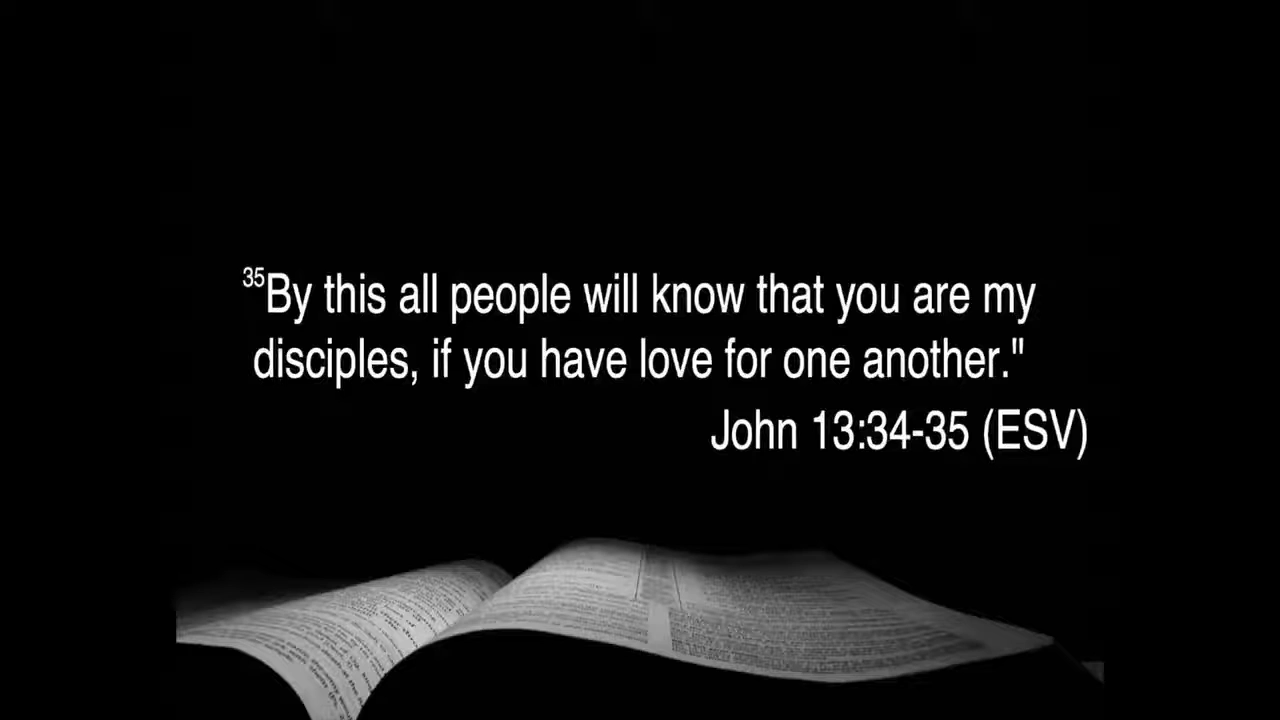 35By this all people will know that you are my
disciples, if you have love for one another."
John 13:34-35 (ESV)